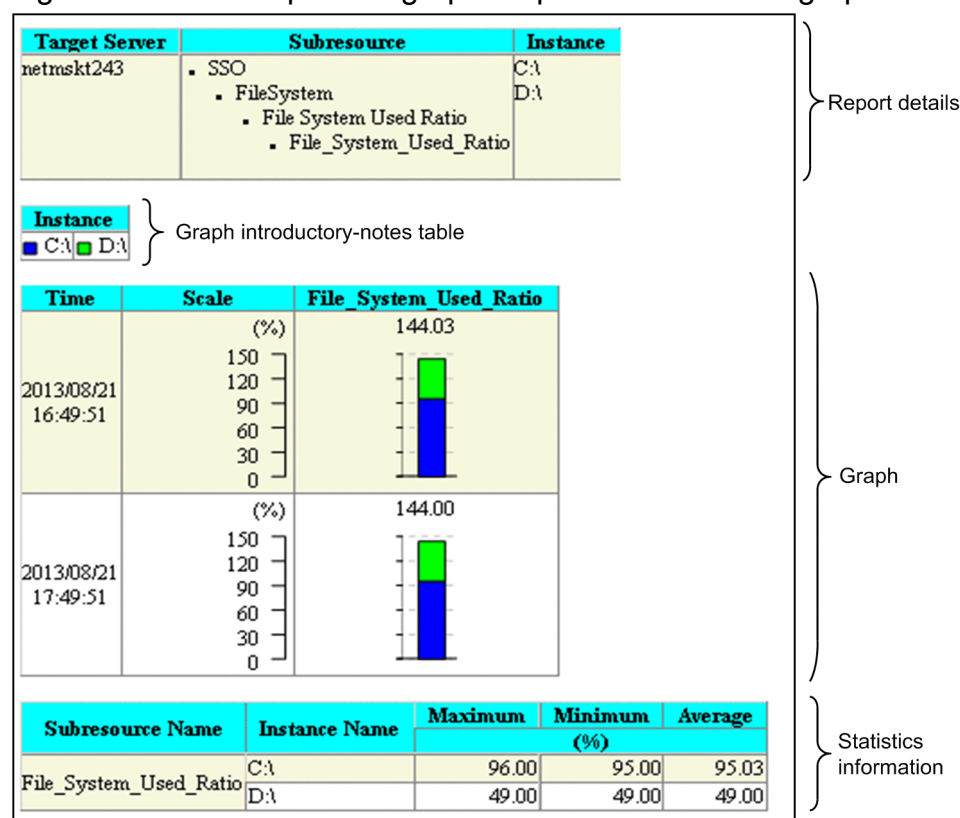 Target Server Subresource Instance
netmskt243 ▪ SSO C:\
▪ FileSystem D:\
▪ File System Used Ratio
▪ File_System_Used_Ratio
Report details
Instance
C:\ D:\
Graph introductory-notes table
Time Scale File_System_Used_Ratio
(%) 144.03
150
120
2013/08/21
90
16:49:51
60
30
0
Graph
(%) 144.00
150
120
2013/08/21
90
17:49:51
60
30
0
Subresource Name Instance Name Maximum Minimum Average
(%)
File_System_Used_Ratio C:\ 96.00 95.00 95.03
D:\ 49.00 49.00 49.00
Statistics
information